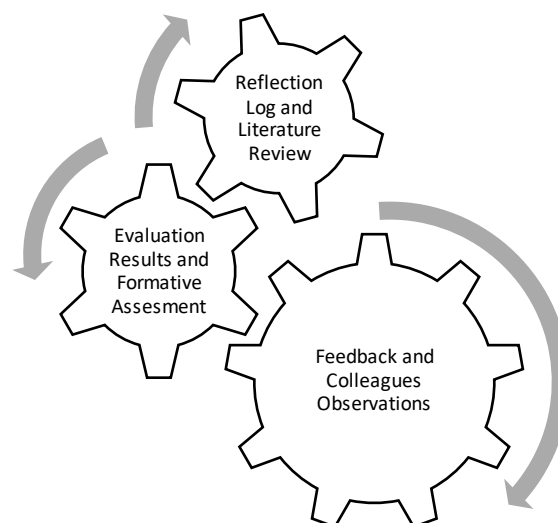 Reflection
Log and
Literature
Review
Evaluation
Results and
Formative
Assesment
Feedback and
Colleagues
Observations